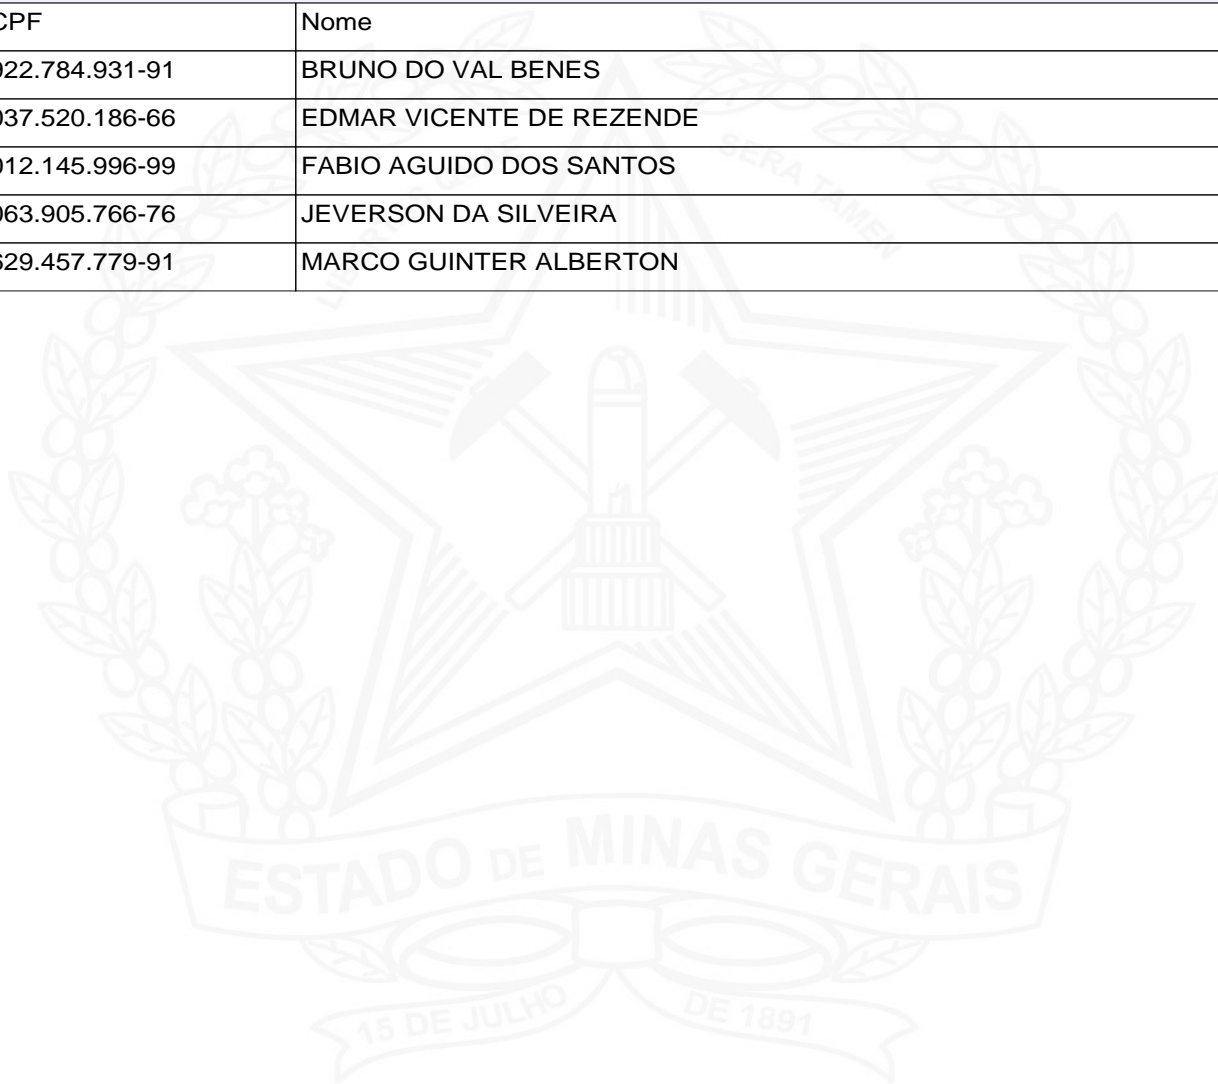 CPF Nome
922.784.931-91 BRUNO DO VAL BENES
037.520.186-66 EDMAR VICENTE DE REZENDE
012.145.996-99 FABIO AGUIDO DOS SANTOS
063.905.766-76 JEVERSON DA SILVEIRA
629.457.779-91 MARCO GUINTER ALBERTON
SERA TAMEN
ESTADO DE MINAS GERAIS
15 DE JULHO DE 1891